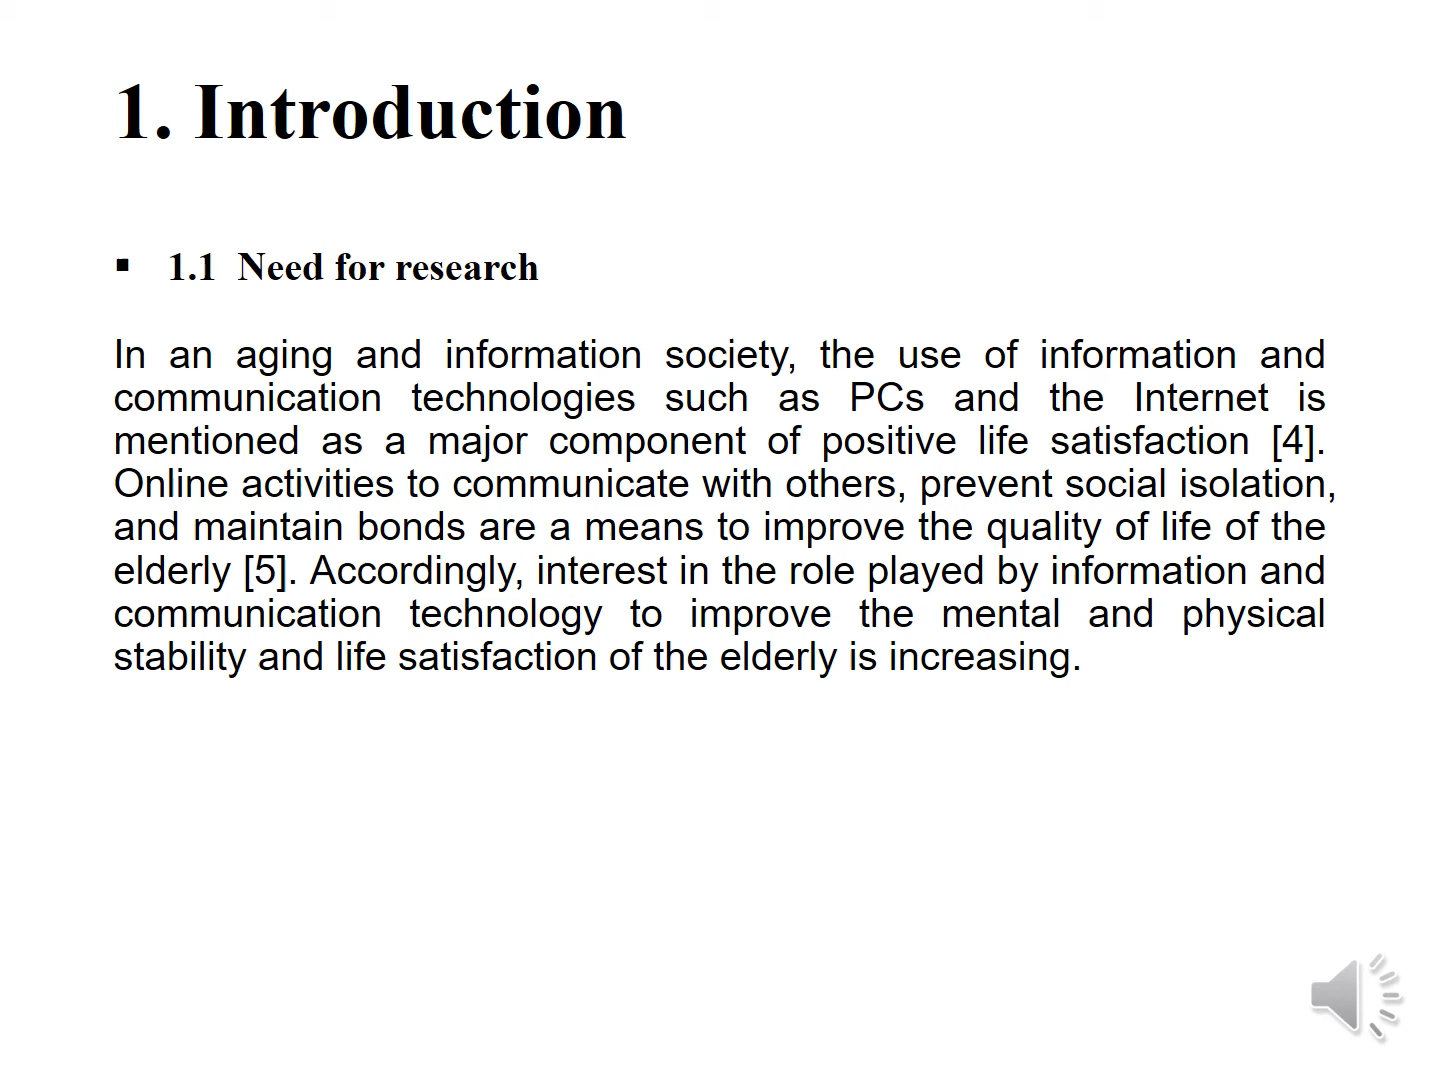 1. Introduction
▪ 1.1 Need for research
In an aging and information society, the use of information and
communication technologies such as PCs and the Internet is
mentioned as a major component of positive life satisfaction [4].
Online activities to communicate with others, prevent social isolation,
and maintain bonds are a means to improve the quality of life of the
elderly [5]. Accordingly, interest in the role played by information and
communication technology to improve the mental and physical
stability and life satisfaction of the elderly is increasing.